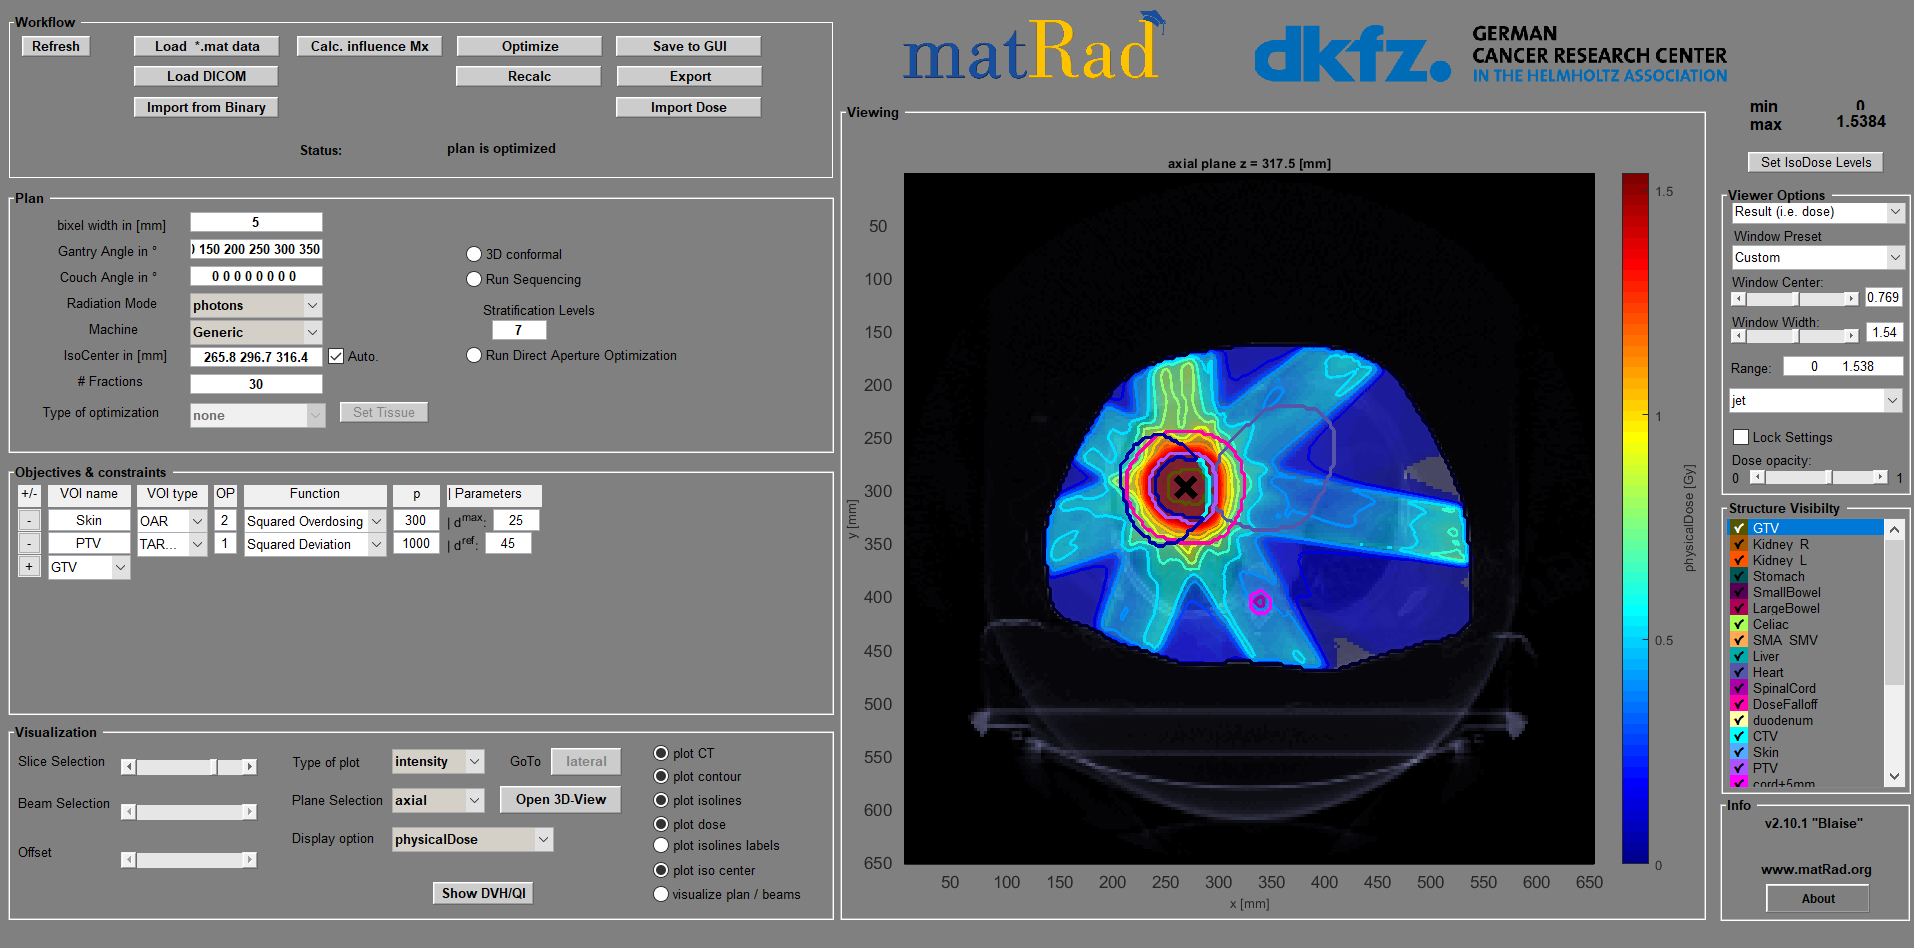 Workflow
Refresh
Load *.mat data
Calc. influence Mx
Optimize
Save to GUI
Load DICOM
Recalc
Export
Import from Binary
Import Dose
Status:
plan is optimized
Plan
bixel width in [mm]
5
Gantry Angle in °
150 200 250 300 350
Couch Angle in °
0 0 0 0 0 0 0 0
Radiation Mode
photons
Machine
Generic
IsoCenter in [mm]
265.8 296.7 316.4
Auto.
# Fractions
30
Type of optimization
none
Set Tissue
3D conformal
Run Sequencing
Stratification Levels
7
Run Direct Aperture Optimization
Objectives & constraints
+/- VOI name VOI type OP Function p | Parameters
- Skin OAR 2 Squared Overdosing 300 | dmax: 25
- PTV TAR... 1 Squared Deviation 1000 | dref: 45
+ GTV
Visualization
Slice Selection
Beam Selection
Offset
Type of plot
intensity
GoTo
lateral
Plane Selection
axial
Open 3D-View
Display option
physicalDose
Show DVH/QI
plot CT
plot contour
plot isolines
plot dose
plot isolines labels
plot iso center
visualize plan / beams
matRad
dkfz.
GERMAN
CANCER RESEARCH CENTER
IN THE HELMHOLTZ ASSOCIATION
Viewing
axial plane z = 317.5 [mm]
50
100
150
200
250
300
350
400
450
500
550
600
650
y [mm]
50 100 150 200 250 300 350 400 450 500 550 600 650
x [mm]
1.5
1
0.5
0
physicalDose [Gy]
min 0
max 1.5384
Set IsoDose Levels
Viewer Options
Result (i.e. dose)
Window Preset
Custom
Window Center:
0.769
Window Width:
1.54
Range: 0 1.538
jet
Lock Settings
Dose opacity:
0 1
Structure Visibilty
GTV
Kidney R
Kidney L
Stomach
SmallBowel
LargeBowel
Celiac
SMA SMV
Liver
Heart
SpinalCord
DoseFalloff
duodenum
CTV
Skin
PTV
cord+5mm
Info
v2.10.1 "Blaise"
www.matRad.org
About